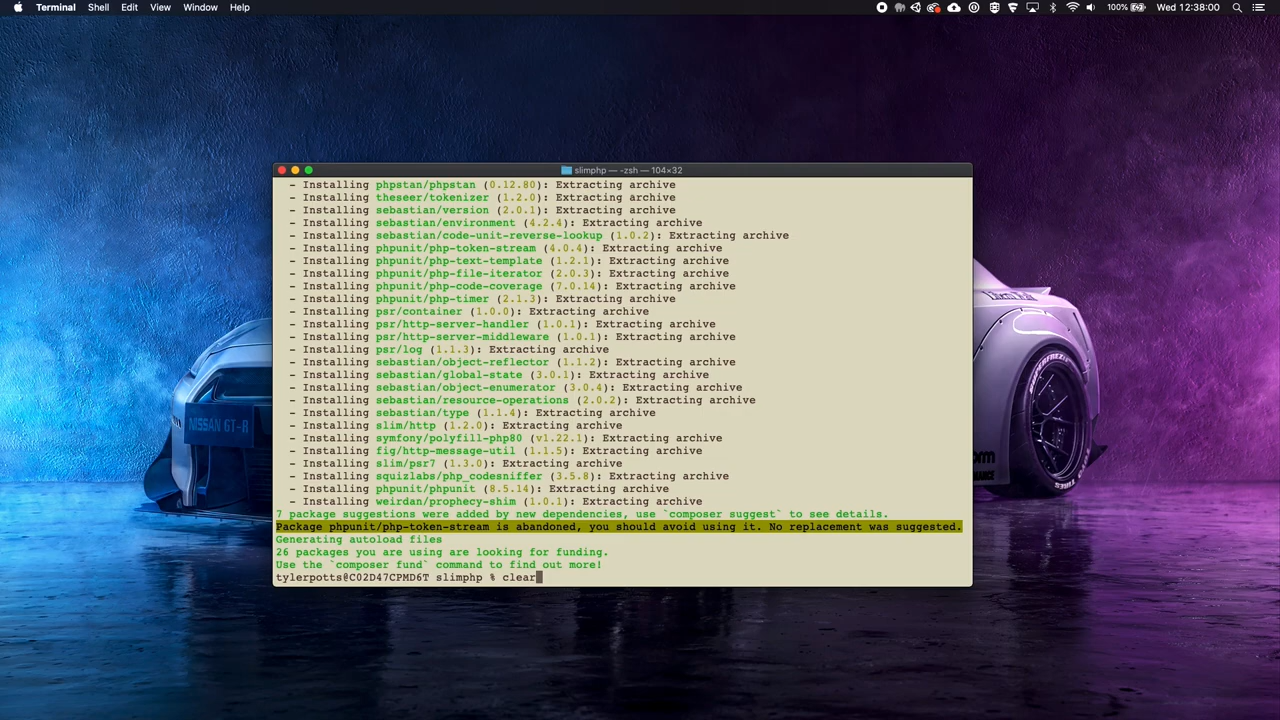 Terminal Shell Edit View Window Help 100% Wed 12:38:00
slimphp — -zsh — 104×32
- Installing phpstan/phpstan (0.12.80): Extracting archive
- Installing theseer/tokenizer (1.2.0): Extracting archive
- Installing sebastian/version (2.0.1): Extracting archive
- Installing sebastian/environment (4.2.4): Extracting archive
- Installing sebastian/code-unit-reverse-lookup (1.0.2): Extracting archive
- Installing phpunit/php-token-stream (4.0.4): Extracting archive
- Installing phpunit/php-text-template (1.2.1): Extracting archive
- Installing phpunit/php-file-iterator (2.0.3): Extracting archive
- Installing phpunit/php-code-coverage (7.0.14): Extracting archive
- Installing phpunit/php-timer (2.1.3): Extracting archive
- Installing psr/container (1.0.0): Extracting archive
- Installing psr/http-server-handler (1.0.1): Extracting archive
- Installing psr/http-server-middleware (1.0.1): Extracting archive
- Installing psr/log (1.1.3): Extracting archive
- Installing sebastian/object-reflector (1.1.2): Extracting archive
- Installing sebastian/global-state (3.0.1): Extracting archive
- Installing sebastian/object-enumerator (3.0.4): Extracting archive
- Installing sebastian/resource-operations (2.0.2): Extracting archive
- Installing sebastian/type (1.1.4): Extracting archive
- Installing slim/http (1.2.0): Extracting archive
- Installing symfony/polyfill-php80 (v1.22.1): Extracting archive
- Installing fig/http-message-util (1.1.5): Extracting archive
- Installing slim/psr7 (1.3.0): Extracting archive
- Installing squizlabs/php_codesniffer (3.5.8): Extracting archive
- Installing phpunit/phpunit (8.5.14): Extracting archive
- Installing weirdan/prophecy-shim (1.0.1): Extracting archive
7 package suggestions were added by new dependencies, use `composer suggest` to see details.
Package phpunit/php-token-stream is abandoned, you should avoid using it. No replacement was suggested.
Generating autoload files
26 packages you are using are looking for funding.
Use the `composer fund` command to find out more!
tylerpotts@C02D47CPMD6T slimphp % clear
NISSAN GT-R